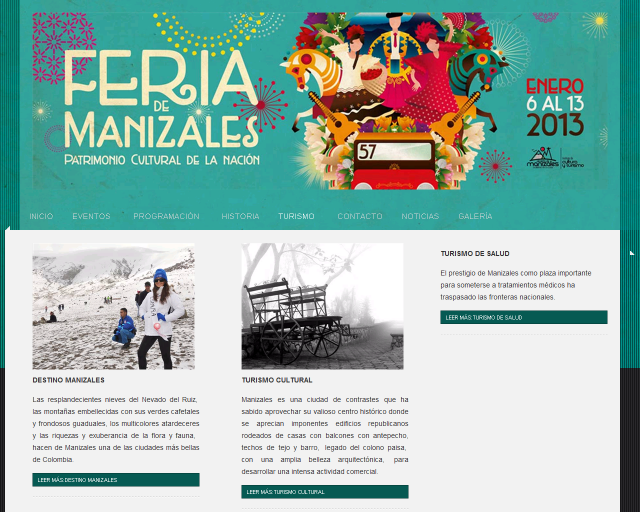 FERIA
DE
MANIZALES
PATRIMONIO CULTURAL DE LA NACIÓN
57
ENERO
6 AL 13
2013
manizales
cultura
y turismo
INICIO EVENTOS PROGRAMACIÓN HISTORIA TURISMO CONTACTO NOTICIAS GALERÍA
DESTINO MANIZALES
Las resplandecientes nieves del Nevado del Ruiz,
las montañas embellecidas con sus verdes cafetales
y frondosos guaduales, los multicolores atardeceres
y las riquezas y exuberancia de la flora y fauna,
hacen de Manizales una de las ciudades más bellas
de Colombia.
LEER MÁS:DESTINO MANIZALES
TURISMO CULTURAL
Manizales es una ciudad de contrastes que ha
sabido aprovechar su valioso centro histórico donde
se aprecian imponentes edificios republicanos
rodeados de casas con balcones con antepecho,
techos de tejo y barro, legado del colono paisa,
con una amplia belleza arquitectónica, para
desarrollar una intensa actividad comercial.
LEER MÁS:TURISMO CULTURAL
TURISMO DE SALUD
El prestigio de Manizales como plaza importante
para someterse a tratamientos médicos ha
traspasado las fronteras nacionales.
LEER MÁS:TURISMO DE SALUD